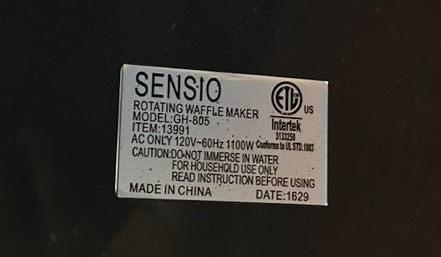 SENSIO
ROTATING WAFFLE MAKER
MODEL:GH-805
ITEM:13991
AC ONLY 120V~60Hz 1100W
CAUTION:DO NOT IMMERSE IN WATER
FOR HOUSEHOLD USE ONLY
READ INSTRUCTION BEFORE USING
MADE IN CHINA
DATE:1629
ETL
US
Intertek
3133250
Conforms to UL STD.1083